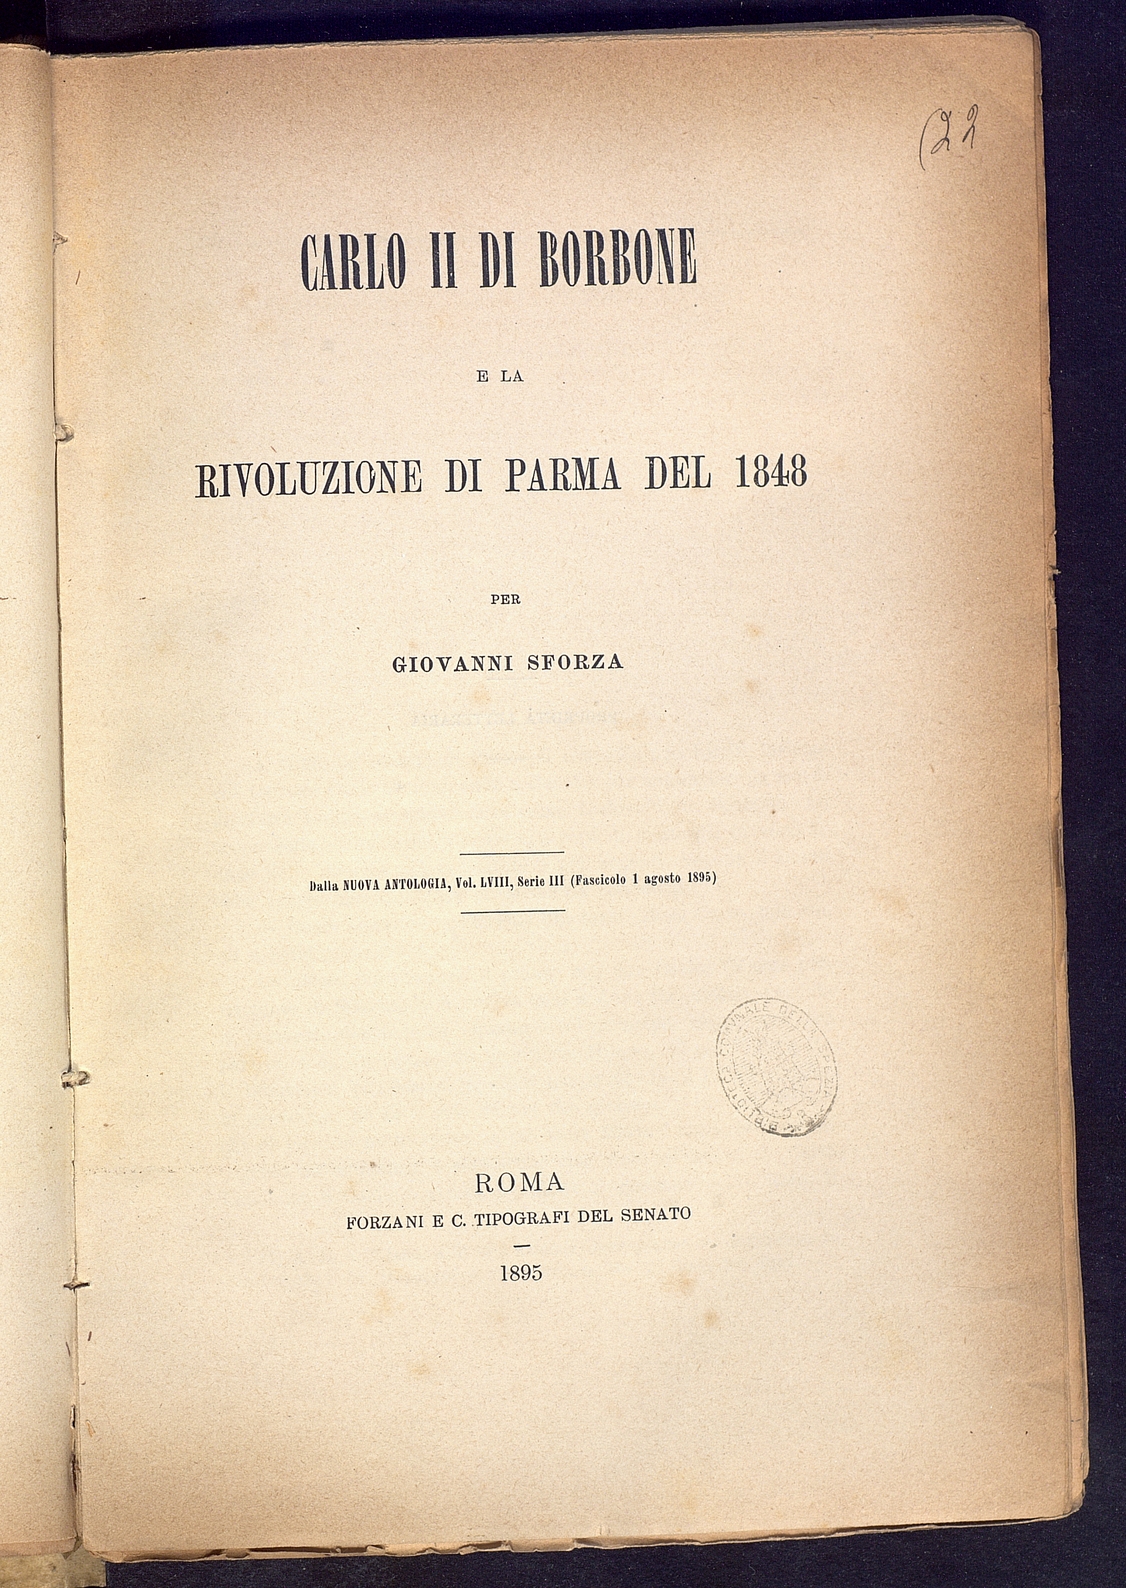 (22
CARLO II DI BORBONE
E LA
RIVOLUZIONE DI PARMA DEL 1848
PER
GIOVANNI SFORZA
Dalla NUOVA ANTOLOGIA, Vol. LVIII, Serie III (Fascicolo 1 agosto 1895)
COMUNALE
ROMA
FORZANI E C. TIPOGRAFI DEL SENATO
1895